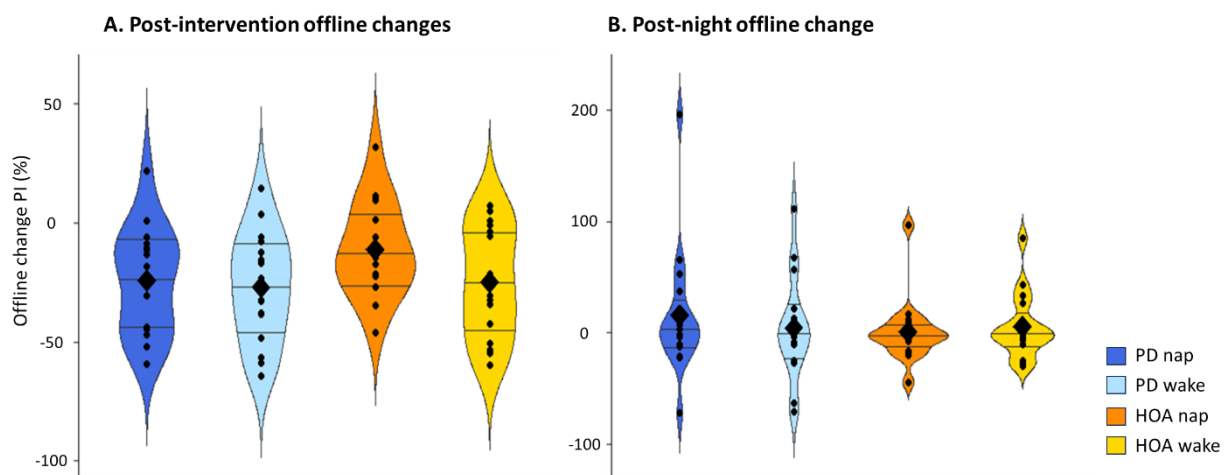 A. Post-intervention offline changes
B. Post-night offline change
Offline change PI (%)
50
0
-50
-100
200
100
0
-100
PD nap
PD wake
HOA nap
HOA wake